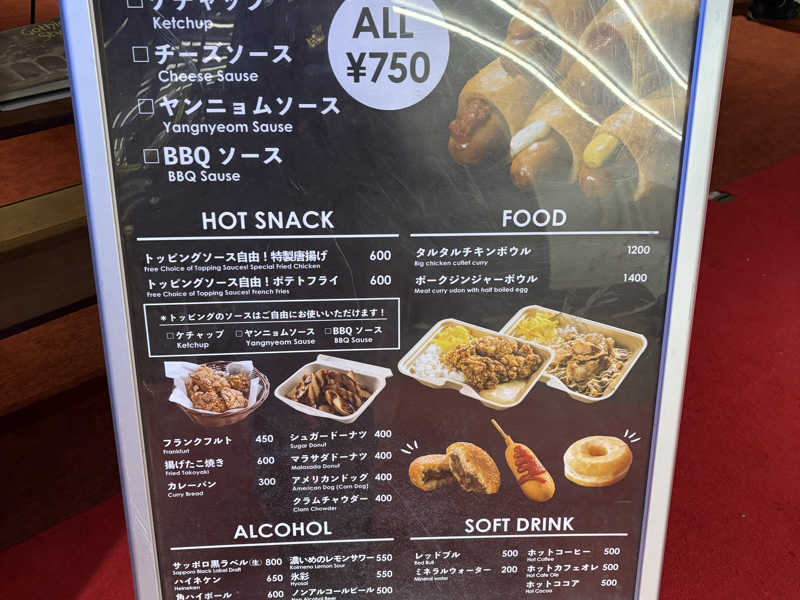 □ケチャップ
Ketchup
□チーズソース
Cheese Sause
□ヤンニョムソース
Yangnyeom Sause
□BBQ ソース
BBQ Sause
ALL
¥750
HOT SNACK
トッピングソース自由！特製唐揚げ 600
Free Choice of Topping Sauces! Special Fried Chicken
トッピングソース自由！ポテトフライ 600
Free Choice of Topping Sauces! French Fries
＊トッピングのソースはご自由にお使いいただけます！
□ケチャップ □ヤンニョムソース □BBQ ソース
Ketchup Yangnyeom Sause BBQ Sause
フランクフルト 450
Frankfurt
揚げたこ焼き 600
Fried Takoyaki
カレーパン 300
Curry Bread
シュガードーナツ 400
Sugar Donut
マラサダドーナツ 400
Malasada Donut
アメリカンドッグ 400
American Dog (Corn Dog)
クラムチャウダー 400
Clam Chowder
FOOD
タルタルチキンボウル 1200
Big chicken cutlet curry
ポークジンジャーボウル 1400
Meat curry udon with half boiled egg
ALCOHOL
サッポロ黒ラベル(生) 800
Sapporo Black Label Draft
ハイネケン 650
Heineken
角ハイボール 600
濃いめのレモンサワー 550
Koimeno Lemon Sour
氷彩 550
Hyosai
ノンアルコールビール 500
Non Alcohol Beer
SOFT DRINK
レッドブル 500
Red Bull
ミネラルウォーター 200
Mineral water
ホットコーヒー 500
Hot Coffee
ホットカフェオレ 500
Hot Cafe Ole
ホットココア 500
Hot Cocoa